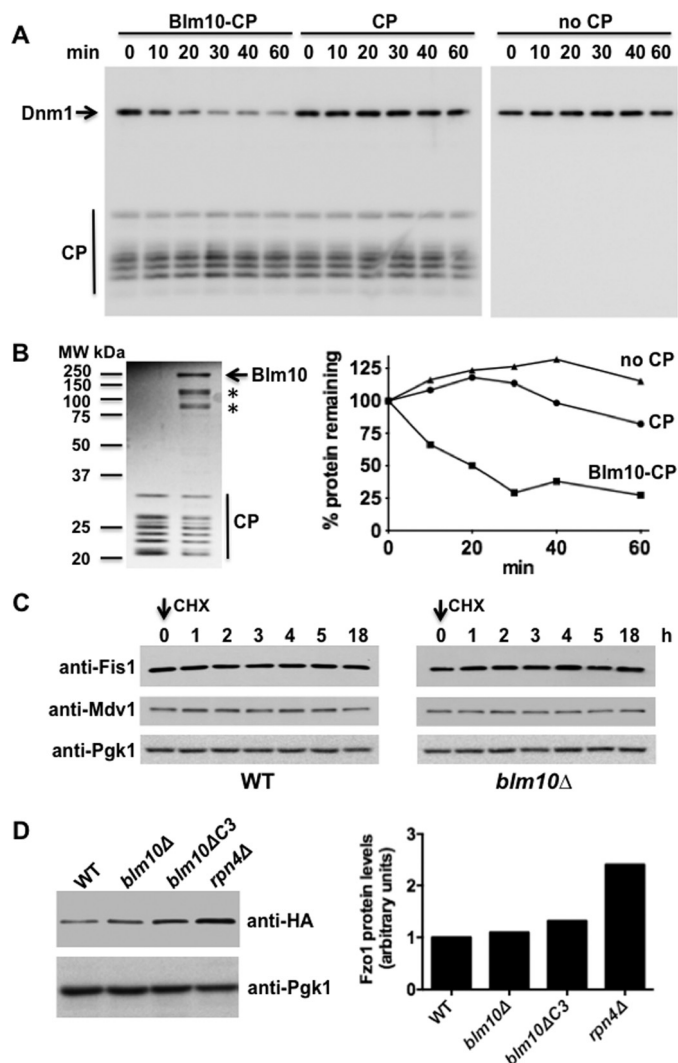 A
Blm10-CP CP no CP
min 0 10 20 30 40 60 0 10 20 30 40 60 0 10 20 30 40 60
Dnm1
CP
B
MW kDa
250
150
100
75
50
37
25
20
Blm10
*
*
CP
% protein remaining
125
100
75
50
25
0
0 20 40 60
min
no CP
CP
Blm10-CP
C
CHX CHX
0 1 2 3 4 5 18 0 1 2 3 4 5 18 h
anti-Fis1
anti-Mdv1
anti-Pgk1
WT blm10Δ
D
WT blm10Δ blm10ΔC3 rpn4Δ
anti-HA
anti-Pgk1
Fzo1 protein levels
(arbitrary units)
3
2
1
0
WT blm10Δ blm10ΔC3 rpn4Δ